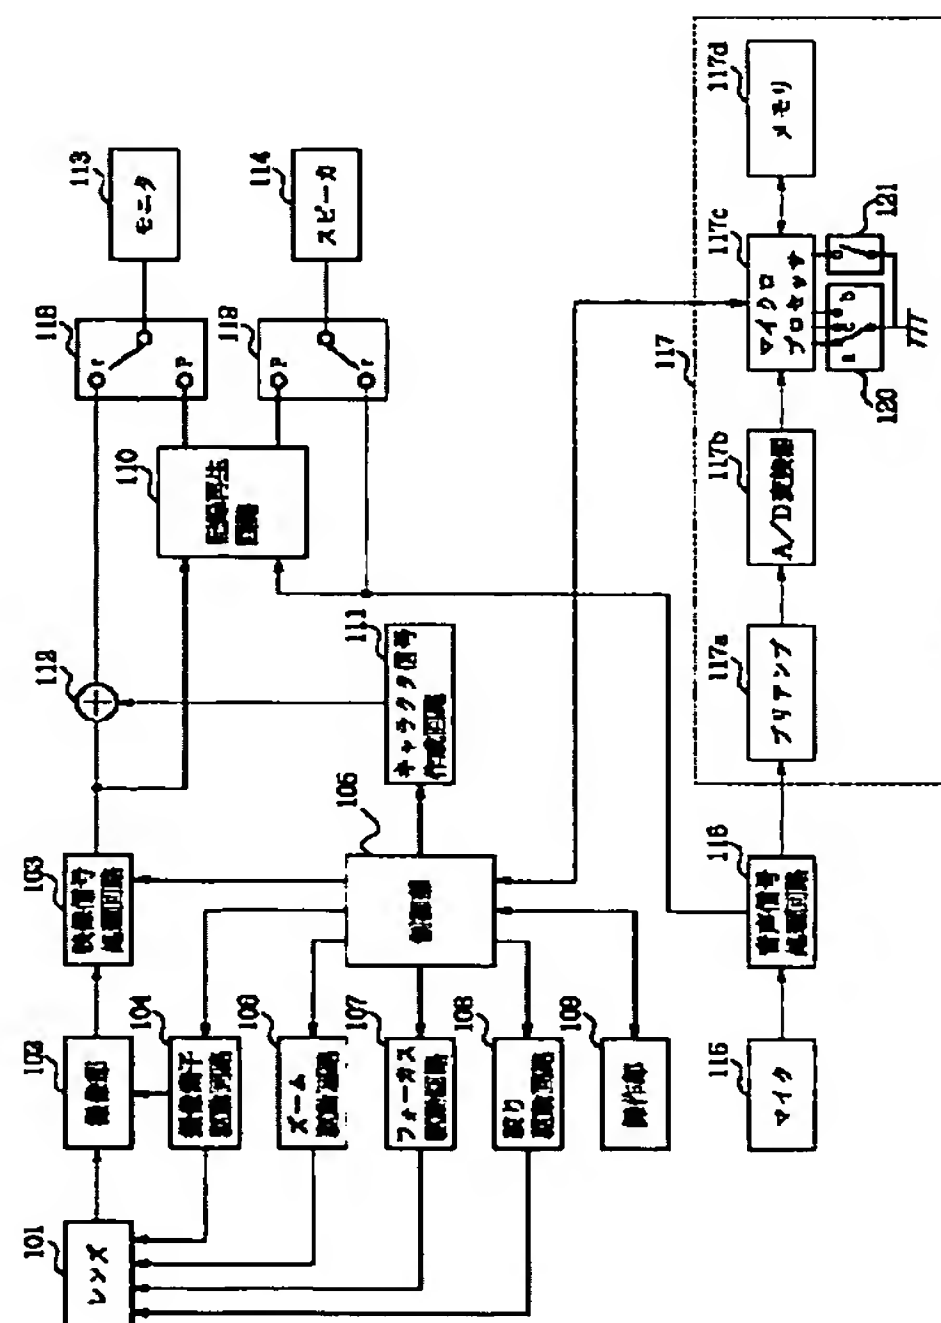 101
レンズ
102
撮像部
103
映像信号
処理回路
112
113
モニタ
118
r
P
104
撮像素子
駆動回路
106
ズーム
駆動回路
107
フォーカス
駆動回路
108
絞り
駆動回路
109
操作部
制御部
111
キャラクタ信号
作成回路
110
記録再生
回路
119
P
r
114
スピーカ
マイク
音声信号
処理回路
117
117a
プリアンプ
117b
A/D変換器
117c
マイクロ
プロセッサ
117d
メモリ
120
a
c
b
121